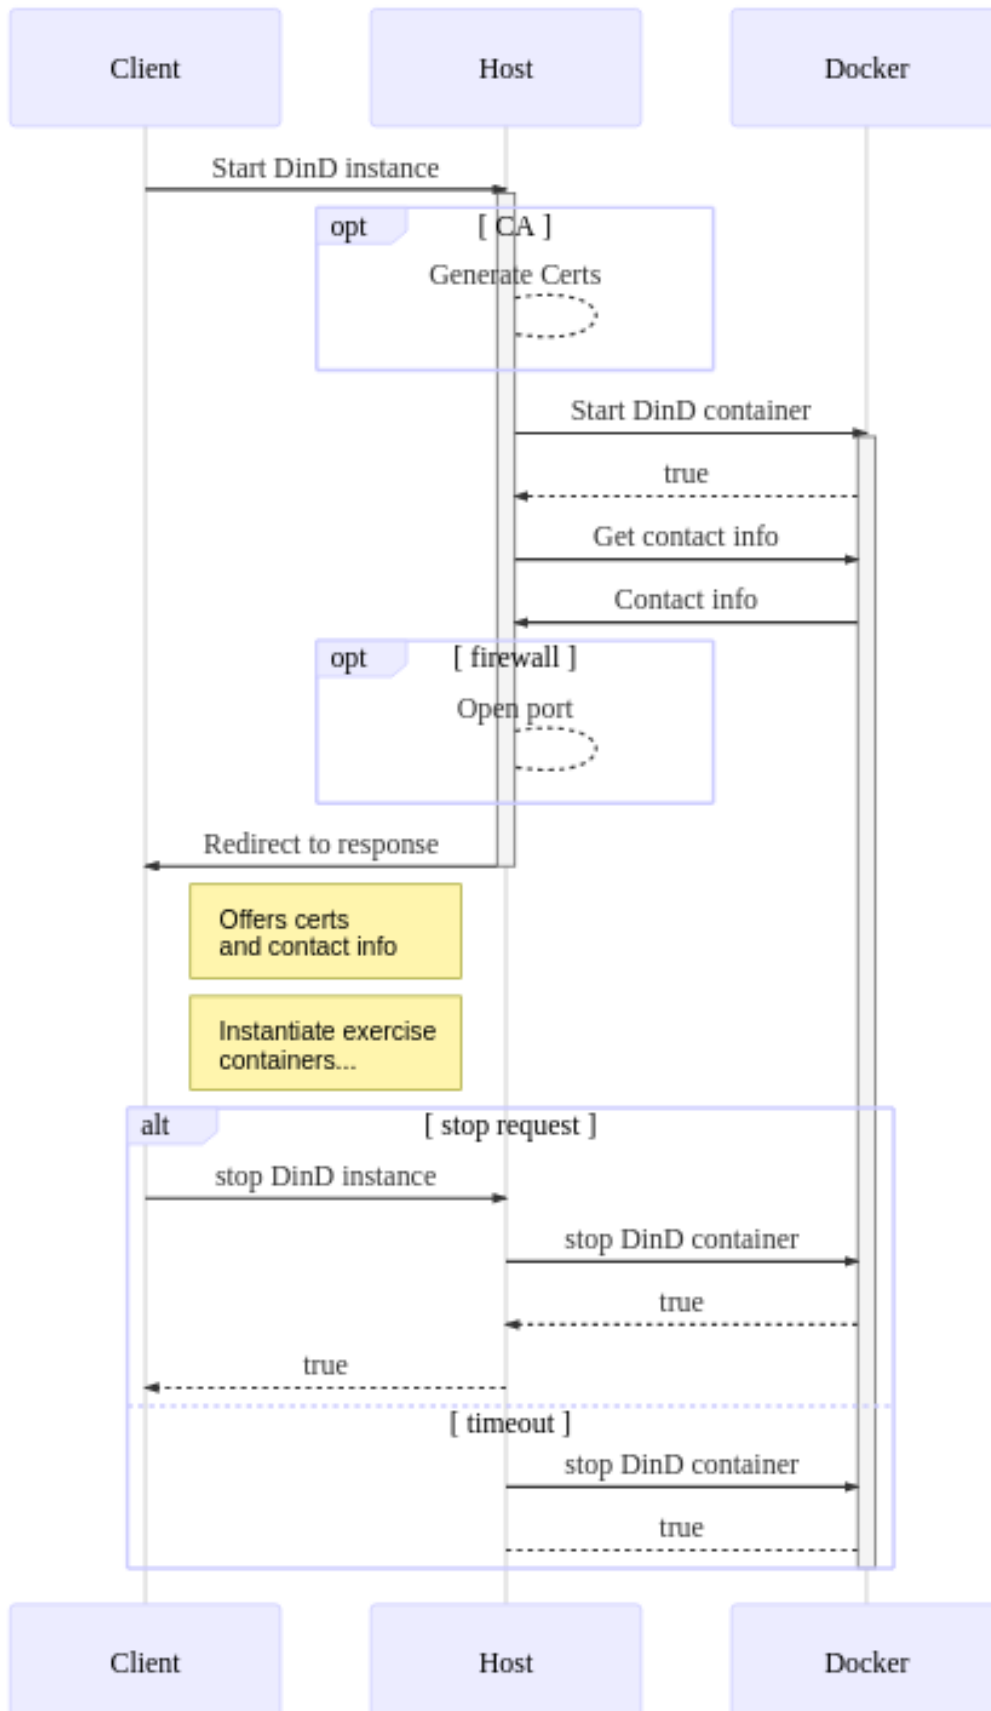 Client
Host
Docker
Start DinD instance
opt
[ CA ]
Generate Certs
Start DinD container
true
Get contact info
Contact info
opt
[ firewall ]
Open port
Redirect to response
Offers certs
and contact info
Instantiate exercise
containers...
alt
[ stop request ]
stop DinD instance
stop DinD container
true
true
[ timeout ]
stop DinD container
true
Client
Host
Docker